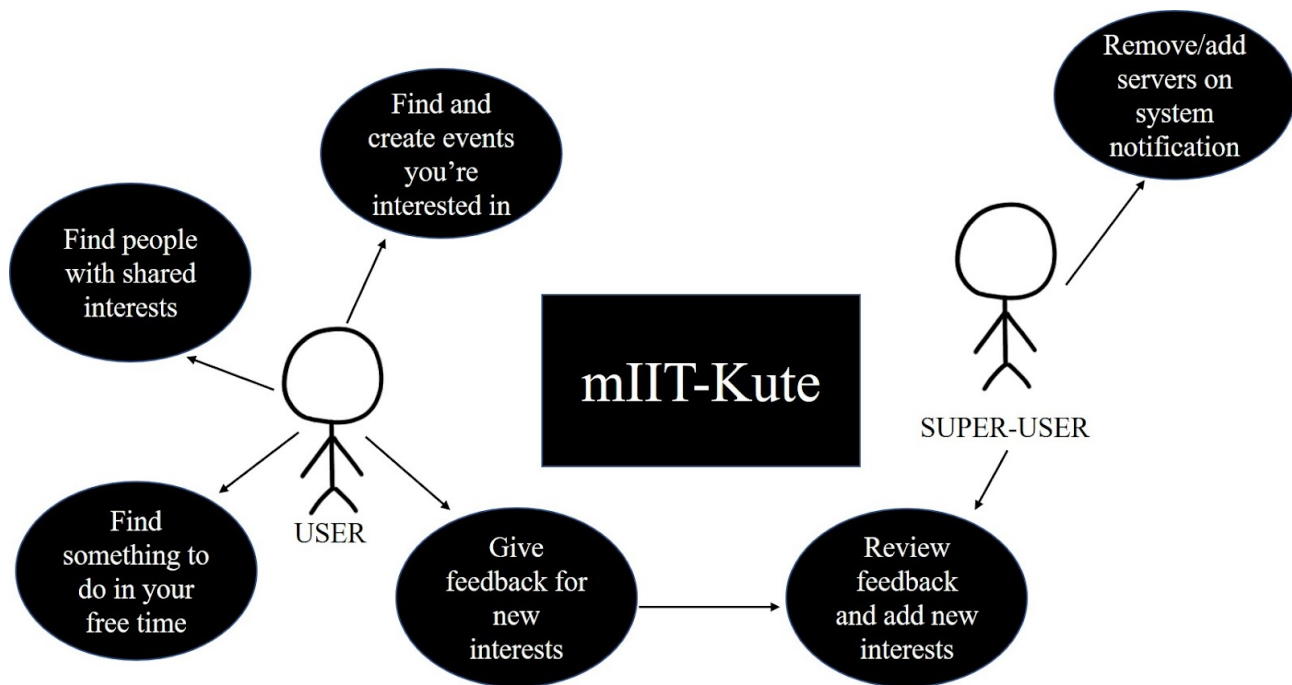 Remove/add
servers on
system
notification
Find and
create events
you're
interested in
Find people
with shared
interests
mIIT-Kute
SUPER-USER
USER
Find
something to
do in your
free time
Give
feedback for
new
interests
Review
feedback
and add new
interests